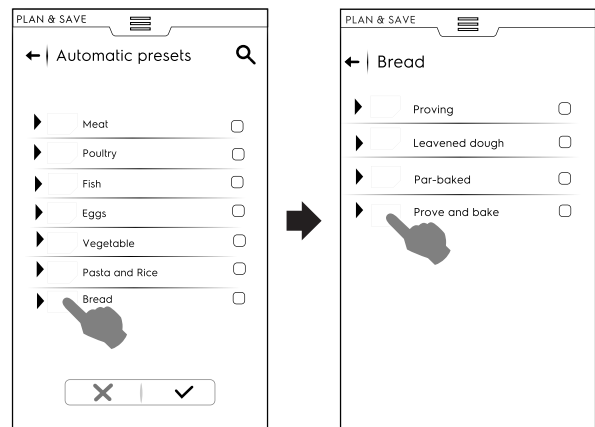 PLAN & SAVE
Automatic presets
Meat
Poultry
Fish
Eggs
Vegetable
Pasta and Rice
Bread
PLAN & SAVE
Bread
Proving
Leavened dough
Par-baked
Prove and bake